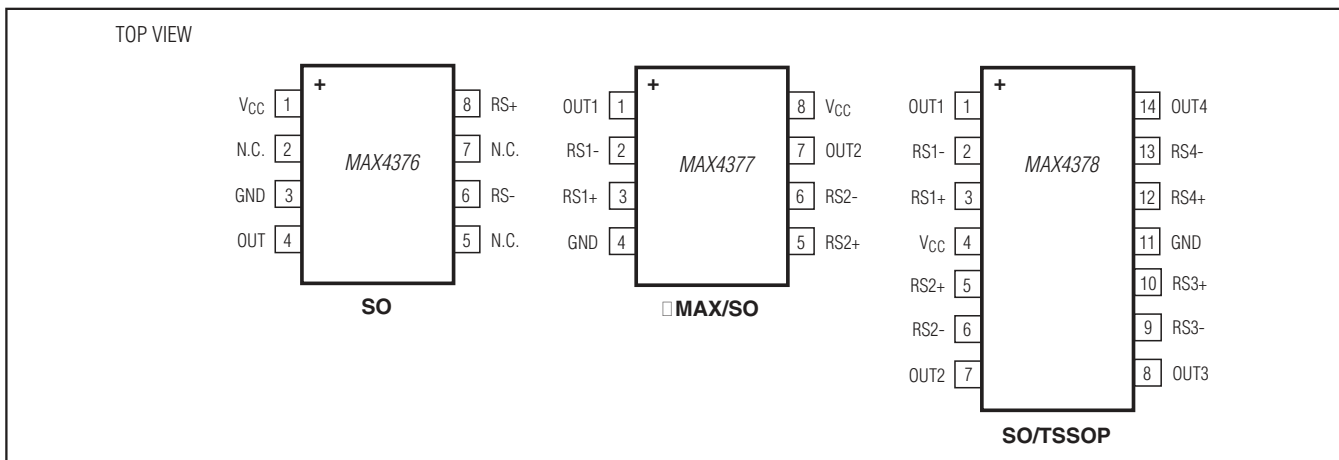 TOP VIEW
+
VCC 1
N.C. 2
GND 3
OUT 4
MAX4376
8 RS+
7 N.C.
6 RS-
5 N.C.
SO
+
OUT1 1
RS1- 2
RS1+ 3
GND 4
MAX4377
8 VCC
7 OUT2
6 RS2-
5 RS2+
□MAX/SO
+
OUT1 1
RS1- 2
RS1+ 3
VCC 4
RS2+ 5
RS2- 6
OUT2 7
MAX4378
14 OUT4
13 RS4-
12 RS4+
11 GND
10 RS3+
9 RS3-
8 OUT3
SO/TSSOP